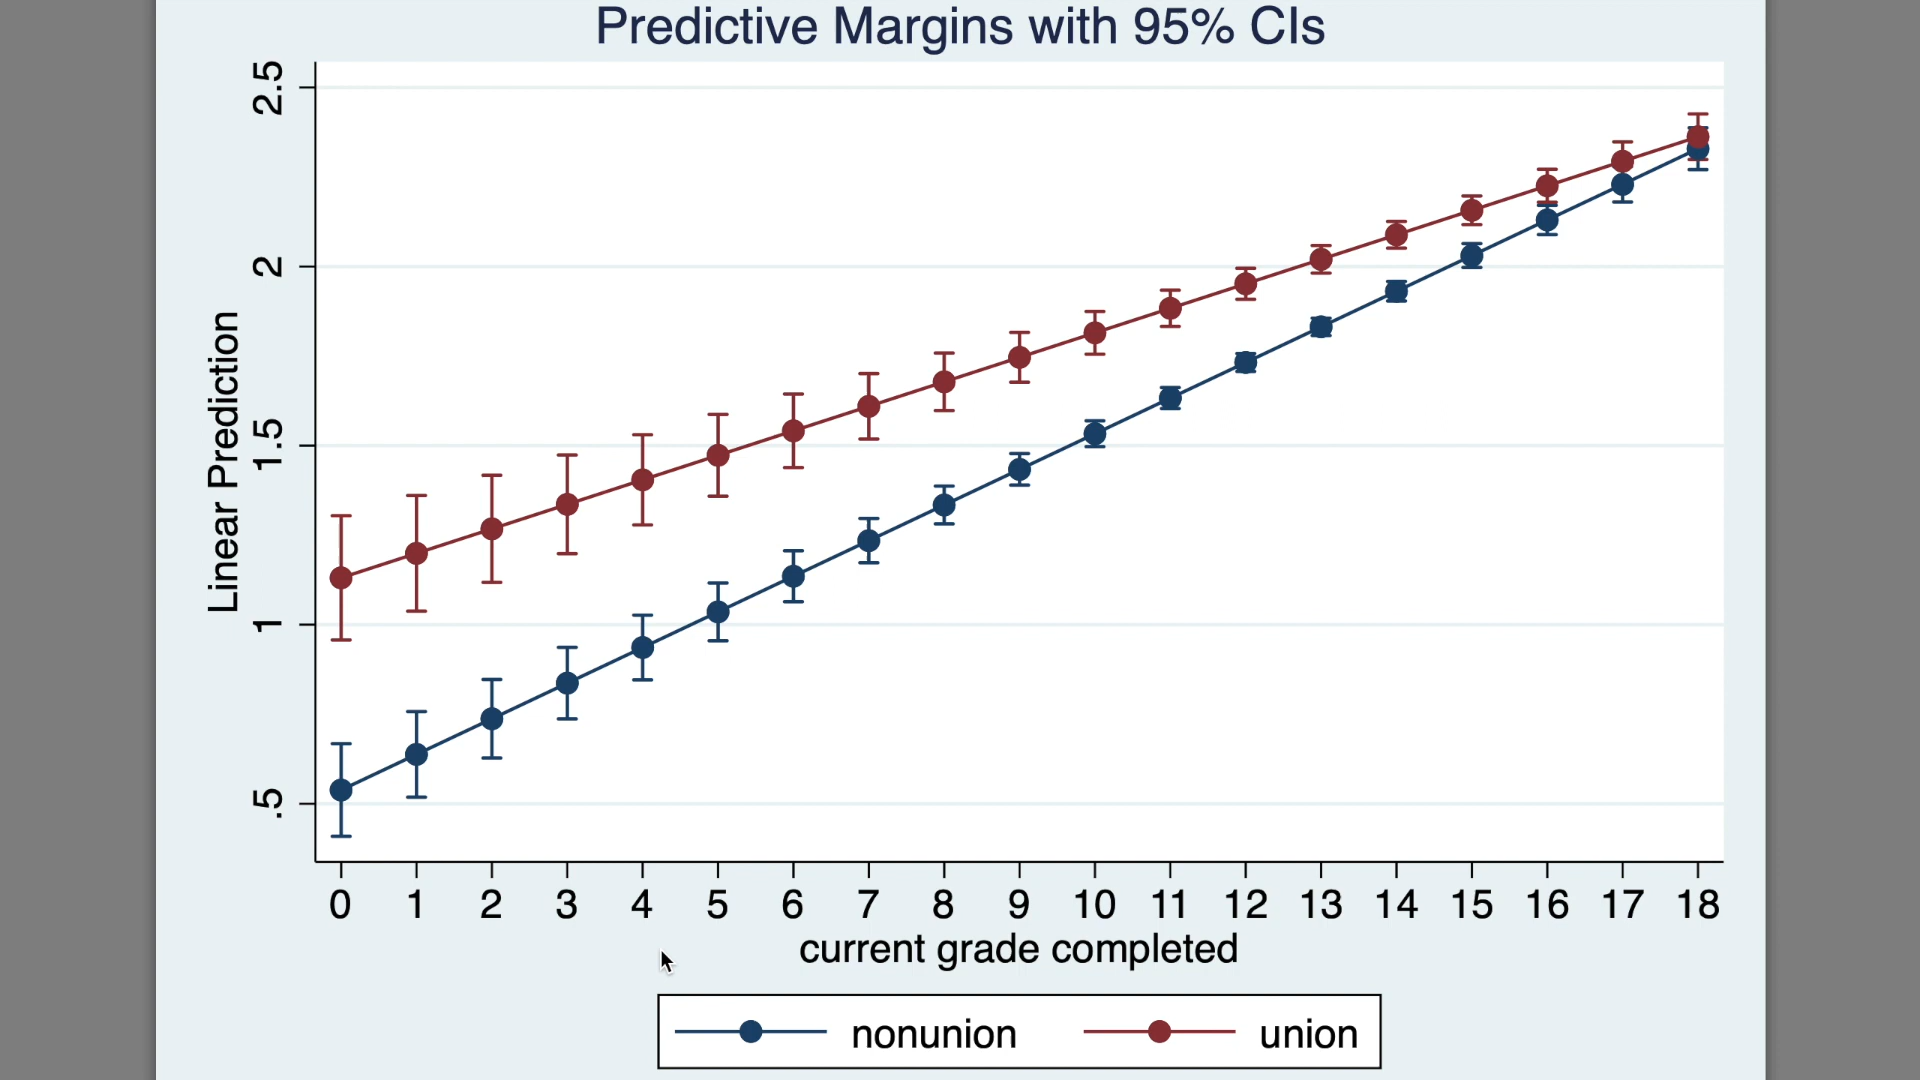 Predictive Margins with 95% CIs
Linear Prediction
2.5
2
1.5
1
.5
0 1 2 3 4 5 6 7 8 9 10 11 12 13 14 15 16 17 18
current grade completed
nonunion union